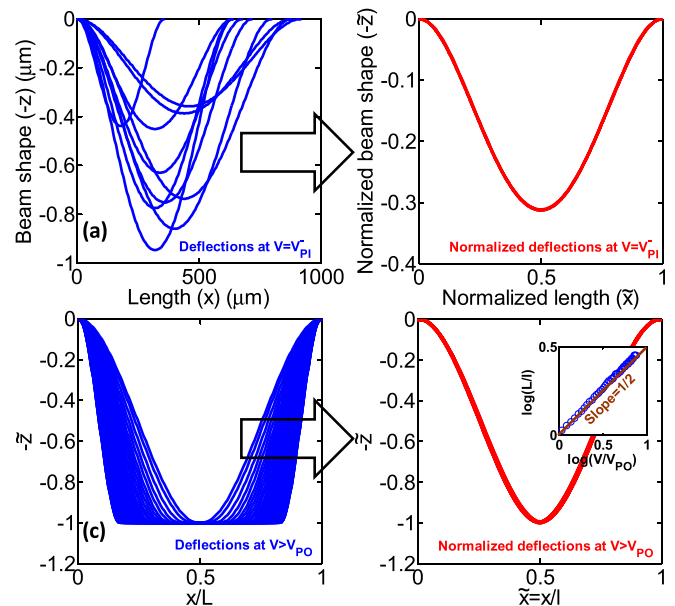 Beam shape (-z) (μm)
0
-0.2
-0.4
-0.6
-0.8
-1
(a)
Deflections at V=V⁻PI
0
500
1000
Length (x) (μm)
Normalized beam shape (-z̃)
0
-0.1
-0.2
-0.3
-0.4
Normalized deflections at V=V⁻PI
0
0.5
1
Normalized length (x̃)
-z̃
0
-0.2
-0.4
-0.6
-0.8
-1
-1.2
(c)
Deflections at V>VPO
0
0.5
1
x/L
-z̃
0
-0.2
-0.4
-0.6
-0.8
-1
-1.2
log(L/l)
0.5
0
Slope=1/2
0
0.5
1
log(V/VPO)
Normalized deflections at V>VPO
0
0.5
1
x̃=x/l